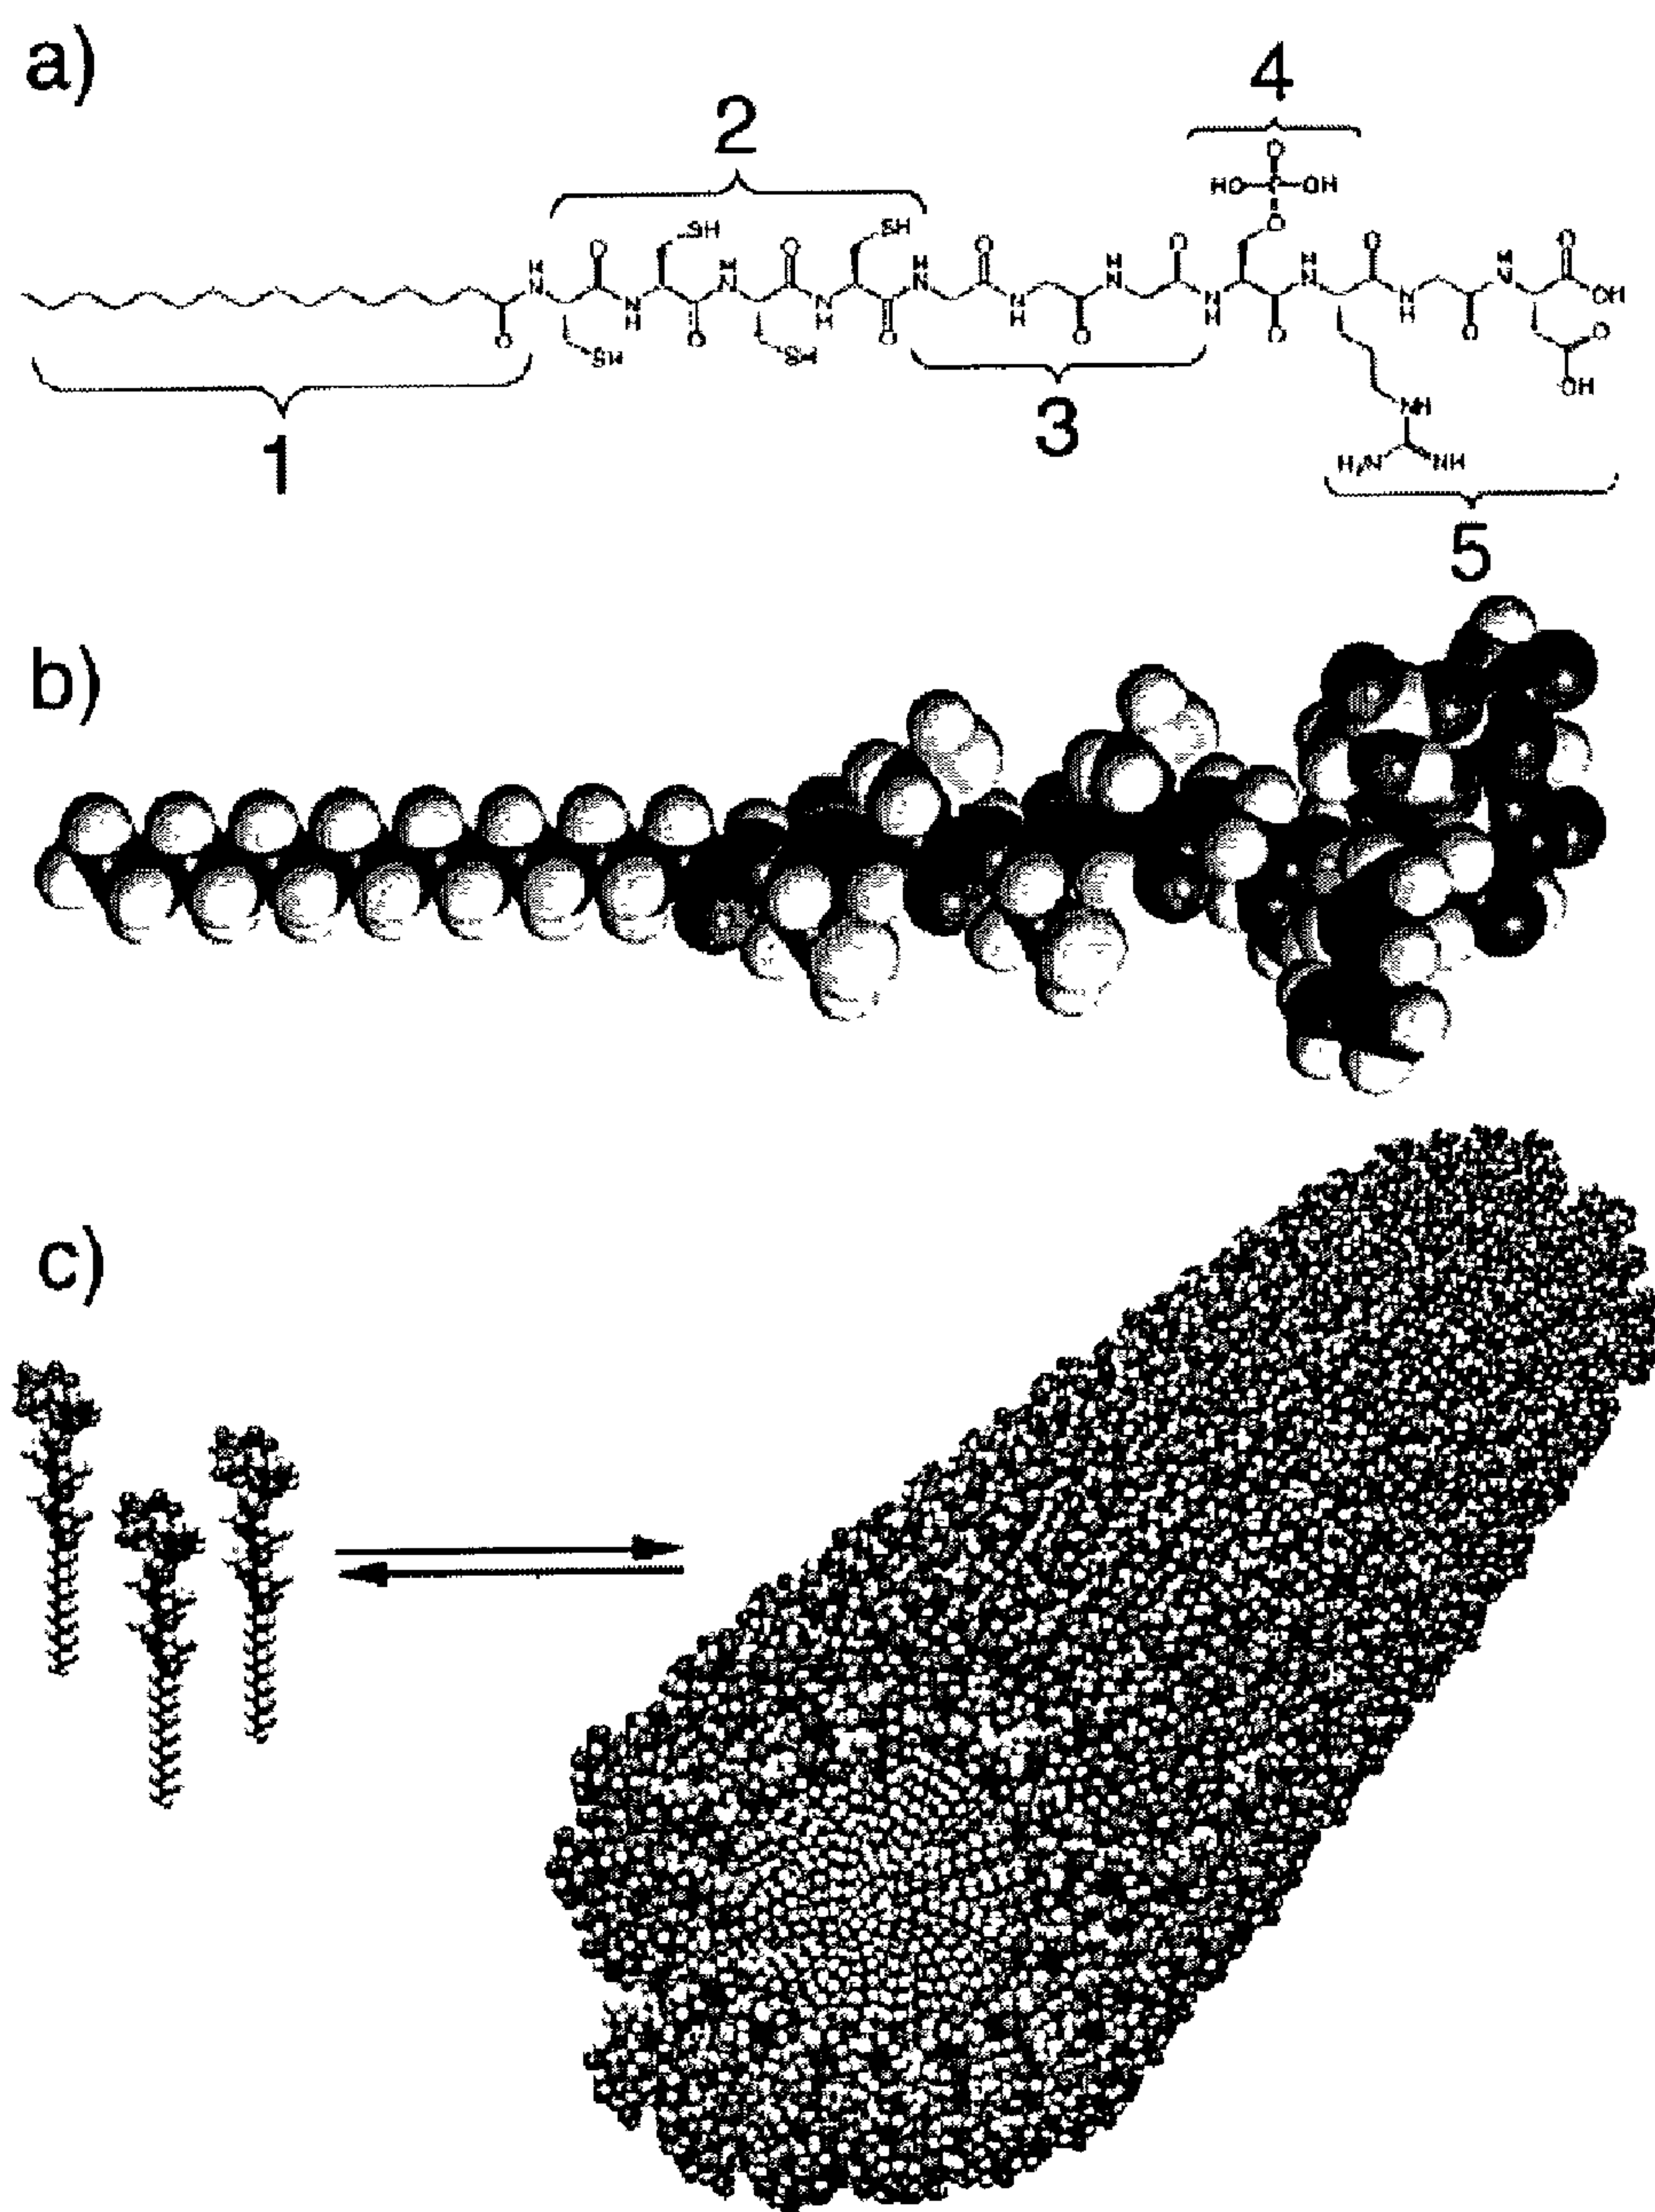 a)
4
2
O
HO P OH
O
SH SH
O O O O O O
H H H H H H H
N N N N N N N
N N N N N N OH
H H H H H H
O O O O O O O O
SH SH
OH
NH
H2N NH
1
3
5
b)
c)